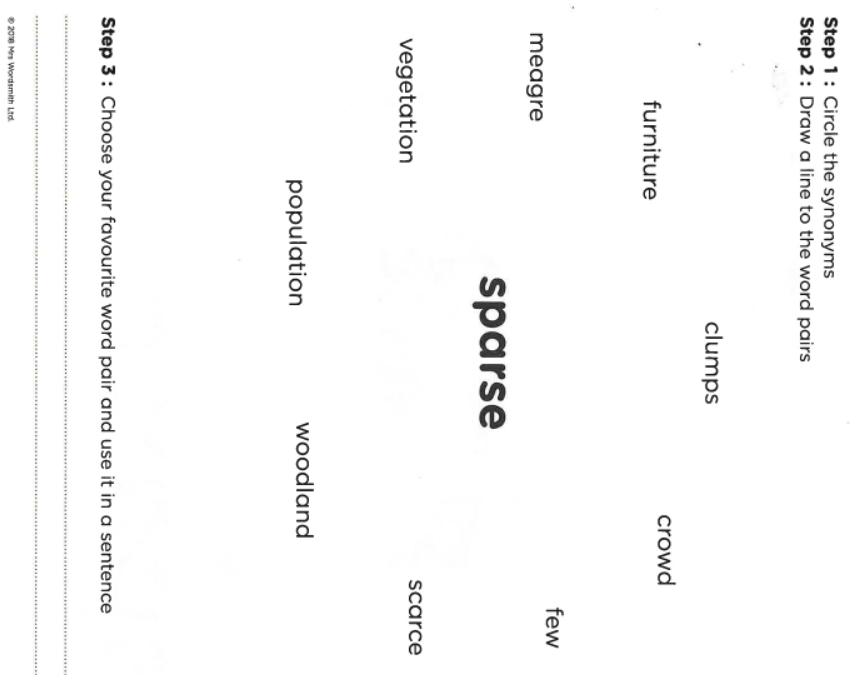 Step 1 : Circle the synonyms
Step 2 : Draw a line to the word pairs
clumps
furniture
crowd
meagre
few
sparse
vegetation
scarce
population
woodland
Step 3 : Choose your favourite word pair and use it in a sentence
© 2018 Mrs Wordsmith Ltd.